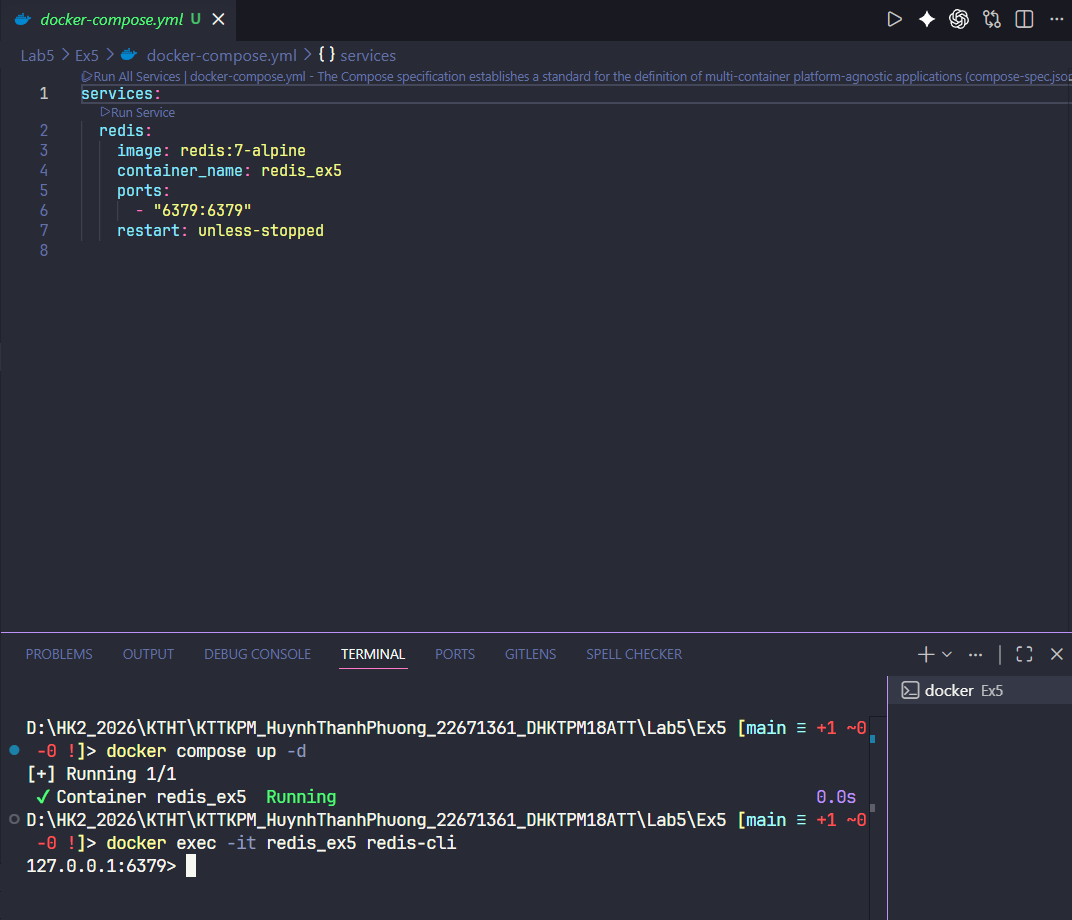 docker-compose.yml U
Lab5 > Ex5 > docker-compose.yml > { } services
Run All Services | docker-compose.yml - The Compose specification establishes a standard for the definition of multi-container platform-agnostic applications (compose-spec.jso
1 services:
Run Service
2 redis:
3 image: redis:7-alpine
4 container_name: redis_ex5
5 ports:
6 - "6379:6379"
7 restart: unless-stopped
8
PROBLEMS OUTPUT DEBUG CONSOLE TERMINAL PORTS GITLENS SPELL CHECKER
docker Ex5
D:\HK2_2026\KTHT\KTTKPM_HuynhThanhPhuong_22671361_DHKTPM18ATT\Lab5\Ex5 [main ≡ +1 ~0
-0 !]> docker compose up -d
[+] Running 1/1
✓ Container redis_ex5 Running 0.0s
D:\HK2_2026\KTHT\KTTKPM_HuynhThanhPhuong_22671361_DHKTPM18ATT\Lab5\Ex5 [main ≡ +1 ~0
-0 !]> docker exec -it redis_ex5 redis-cli
127.0.0.1:6379>